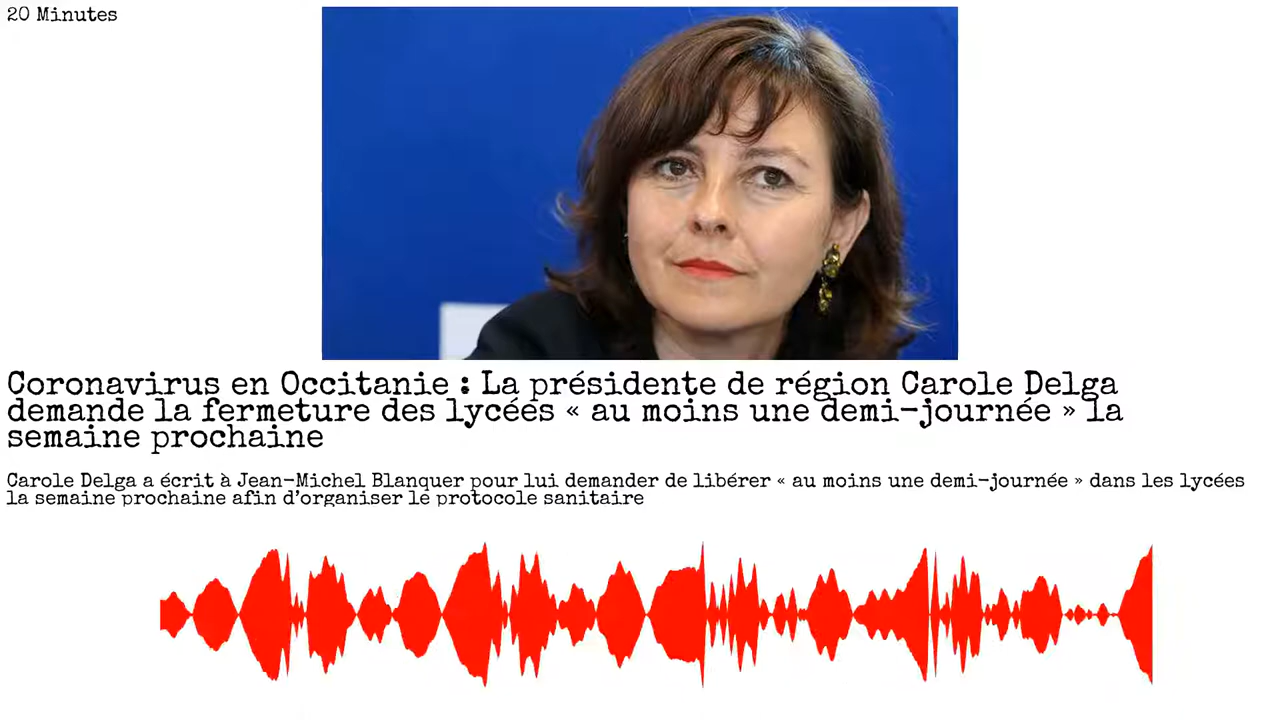 20 Minutes
Coronavirus en Occitanie : La présidente de région Carole Delga
demande la fermeture des lycées « au moins une demi-journée » la
semaine prochaine
Carole Delga a écrit à Jean-Michel Blanquer pour lui demander de libérer « au moins une demi-journée » dans les lycées
la semaine prochaine afin d'organiser le protocole sanitaire